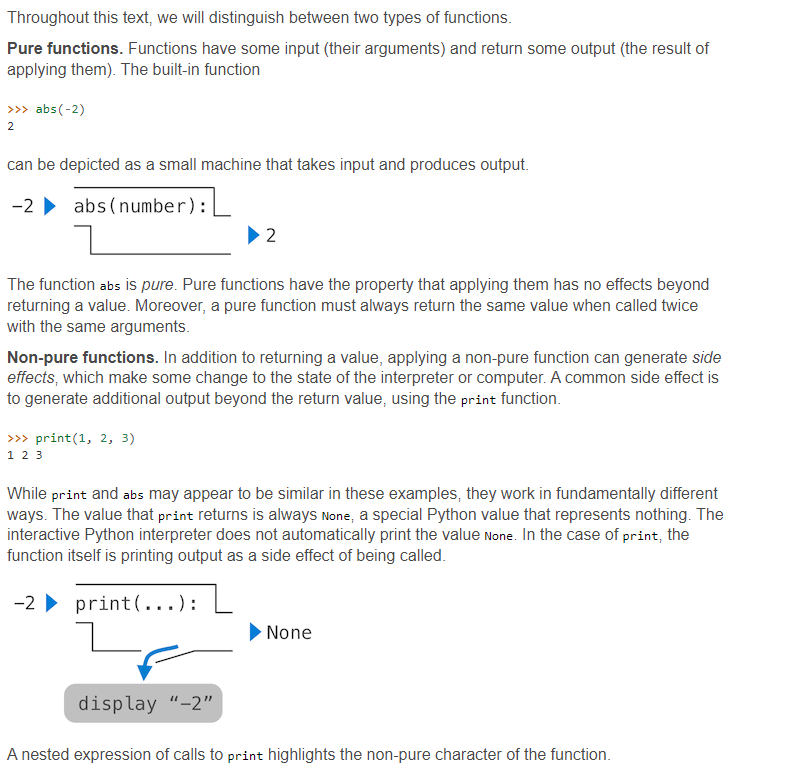 Throughout this text, we will distinguish between two types of functions.
Pure functions. Functions have some input (their arguments) and return some output (the result of
applying them). The built-in function
>>> abs(-2)
2
can be depicted as a small machine that takes input and produces output.
−2 abs(number):
2
The function abs is pure. Pure functions have the property that applying them has no effects beyond
returning a value. Moreover, a pure function must always return the same value when called twice
with the same arguments.
Non-pure functions. In addition to returning a value, applying a non-pure function can generate side
effects, which make some change to the state of the interpreter or computer. A common side effect is
to generate additional output beyond the return value, using the print function.
>>> print(1, 2, 3)
1 2 3
While print and abs may appear to be similar in these examples, they work in fundamentally different
ways. The value that print returns is always None, a special Python value that represents nothing. The
interactive Python interpreter does not automatically print the value None. In the case of print, the
function itself is printing output as a side effect of being called.
−2 print(...):
None
display “−2”
A nested expression of calls to print highlights the non-pure character of the function.